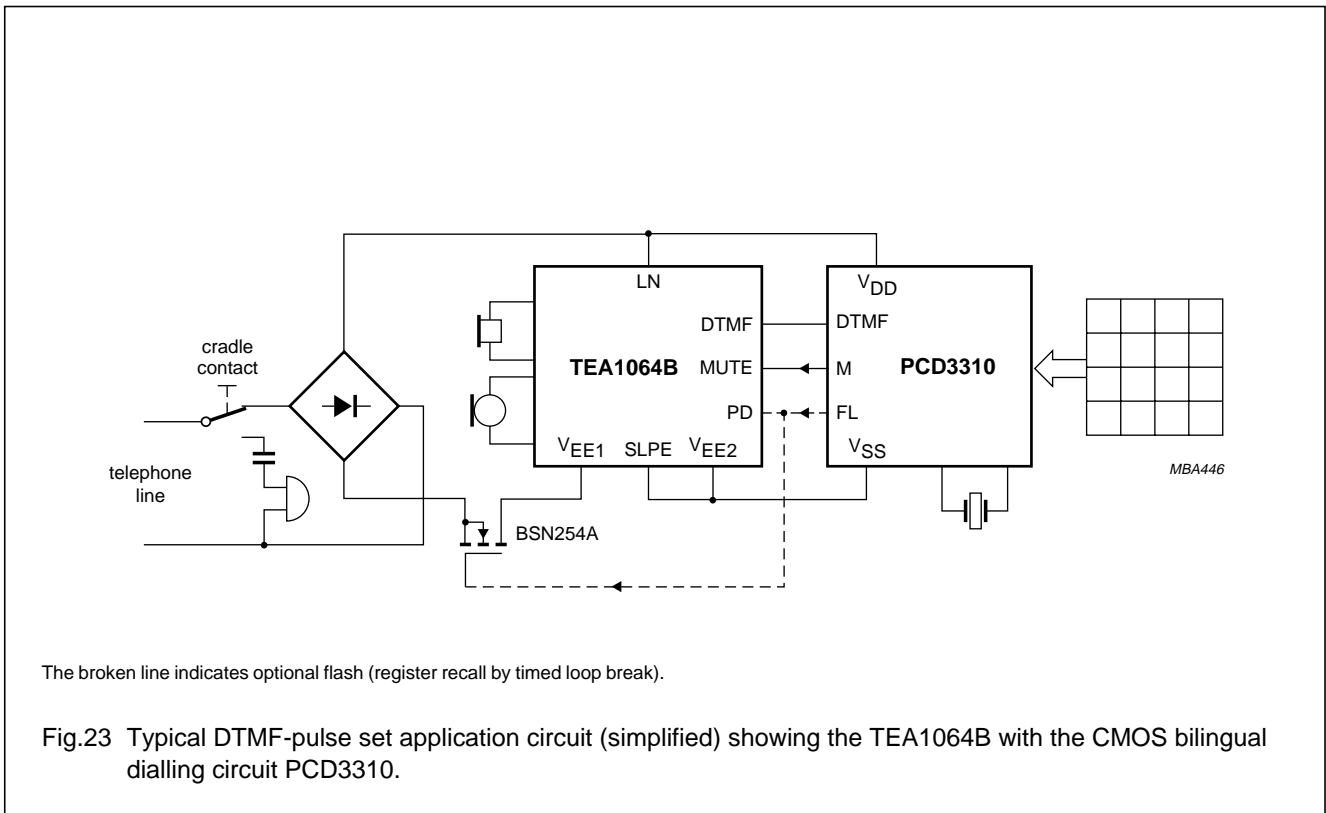 LN
VDD
DTMF
DTMF
cradle
contact
TEA1064B
MUTE
M
PCD3310
PD
FL
VEE1
SLPE
VEE2
VSS
telephone
line
MBA446
BSN254A
The broken line indicates optional flash (register recall by timed loop break).
Fig.23 Typical DTMF-pulse set application circuit (simplified) showing the TEA1064B with the CMOS bilingual
dialling circuit PCD3310.